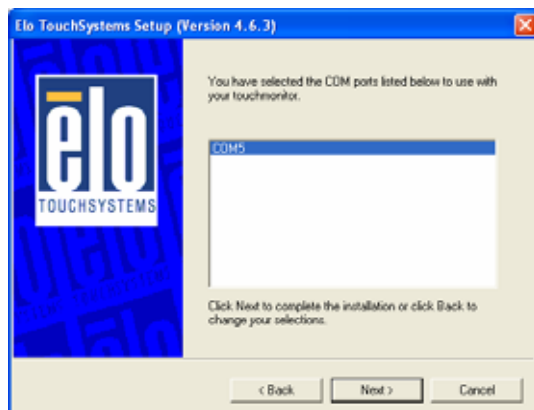 Elo TouchSystems Setup (Version 4.6.3)
You have selected the COM ports listed below to use with
your touchmonitor.
COM5
elo
TOUCHSYSTEMS
Click Next to complete the installation or click Back to
change your selections.
< Back
Next >
Cancel